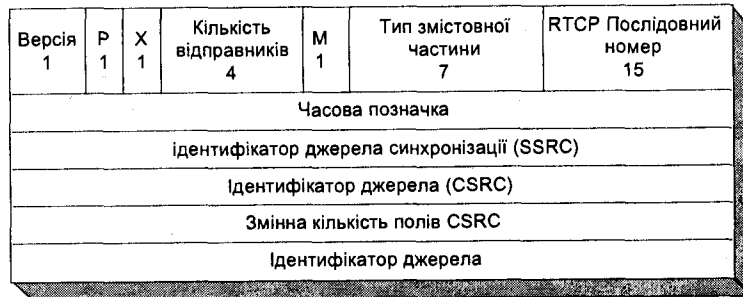 Версія
1
P
1
X
1
Кількість
відправників
4
M
1
Тип змістовної
частини
7
RTCP Послідовний
номер
15
Часова позначка
ідентифікатор джерела синхронізації (SSRC)
Ідентифікатор джерела (CSRC)
Змінна кількість полів CSRC
Ідентифікатор джерела